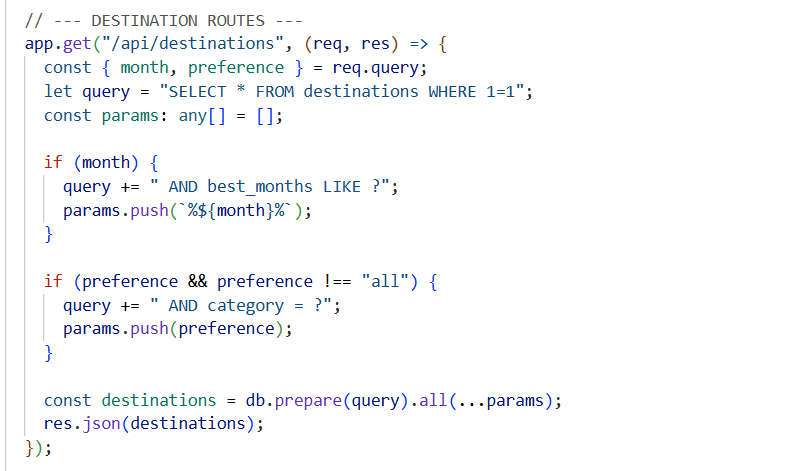 // --- DESTINATION ROUTES ---
app.get("/api/destinations", (req, res) => {
  const { month, preference } = req.query;
  let query = "SELECT * FROM destinations WHERE 1=1";
  const params: any[] = [];

  if (month) {
    query += " AND best_months LIKE ?";
    params.push(`%${month}%`);
  }

  if (preference && preference !== "all") {
    query += " AND category = ?";
    params.push(preference);
  }

  const destinations = db.prepare(query).all(...params);
  res.json(destinations);
});